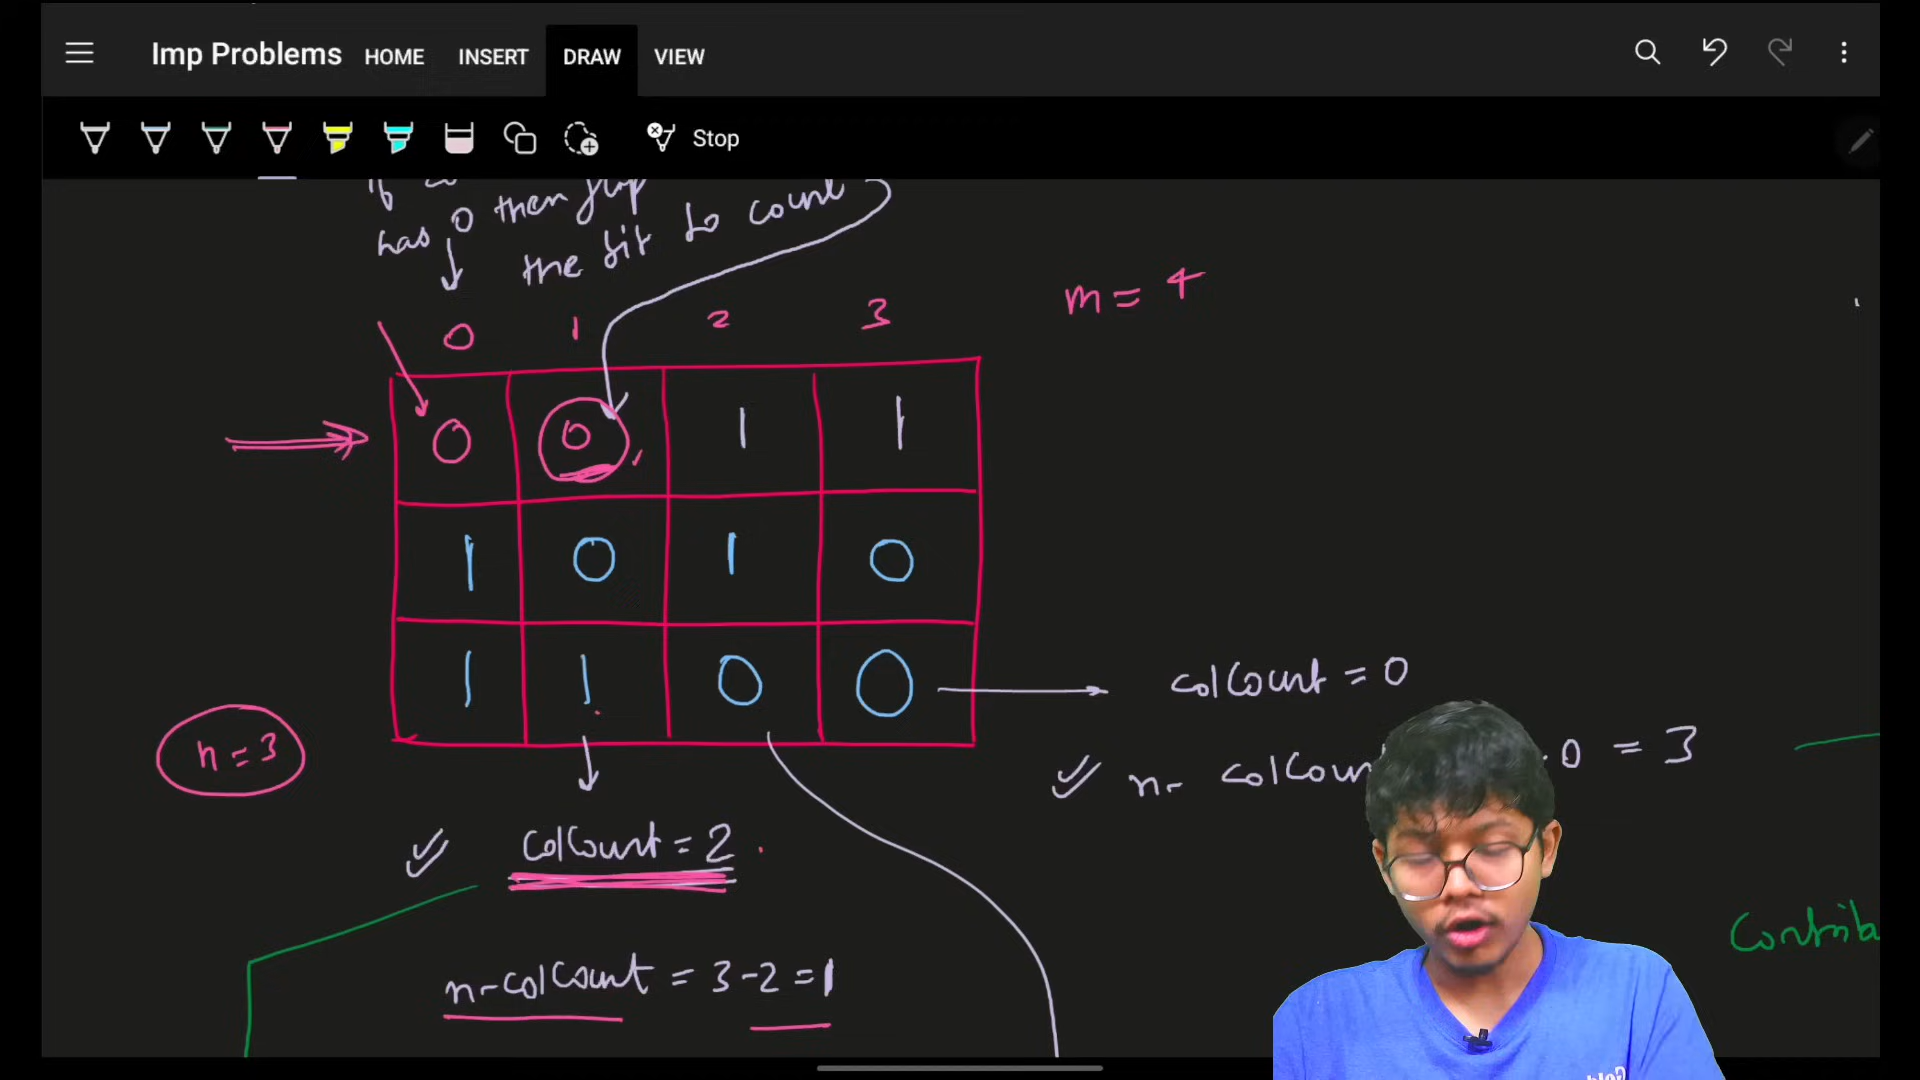 Imp Problems HOME INSERT DRAW VIEW
Stop
has 0 then flip
the bit to count
0 1 2 3
m = 4
0 0 1 1
1 0 1 0
1 1 0 0
colCount = 0
n = 3
n - colCoun 0 = 3
colCount = 2
Contrib
n - colCount = 3 - 2 = 1